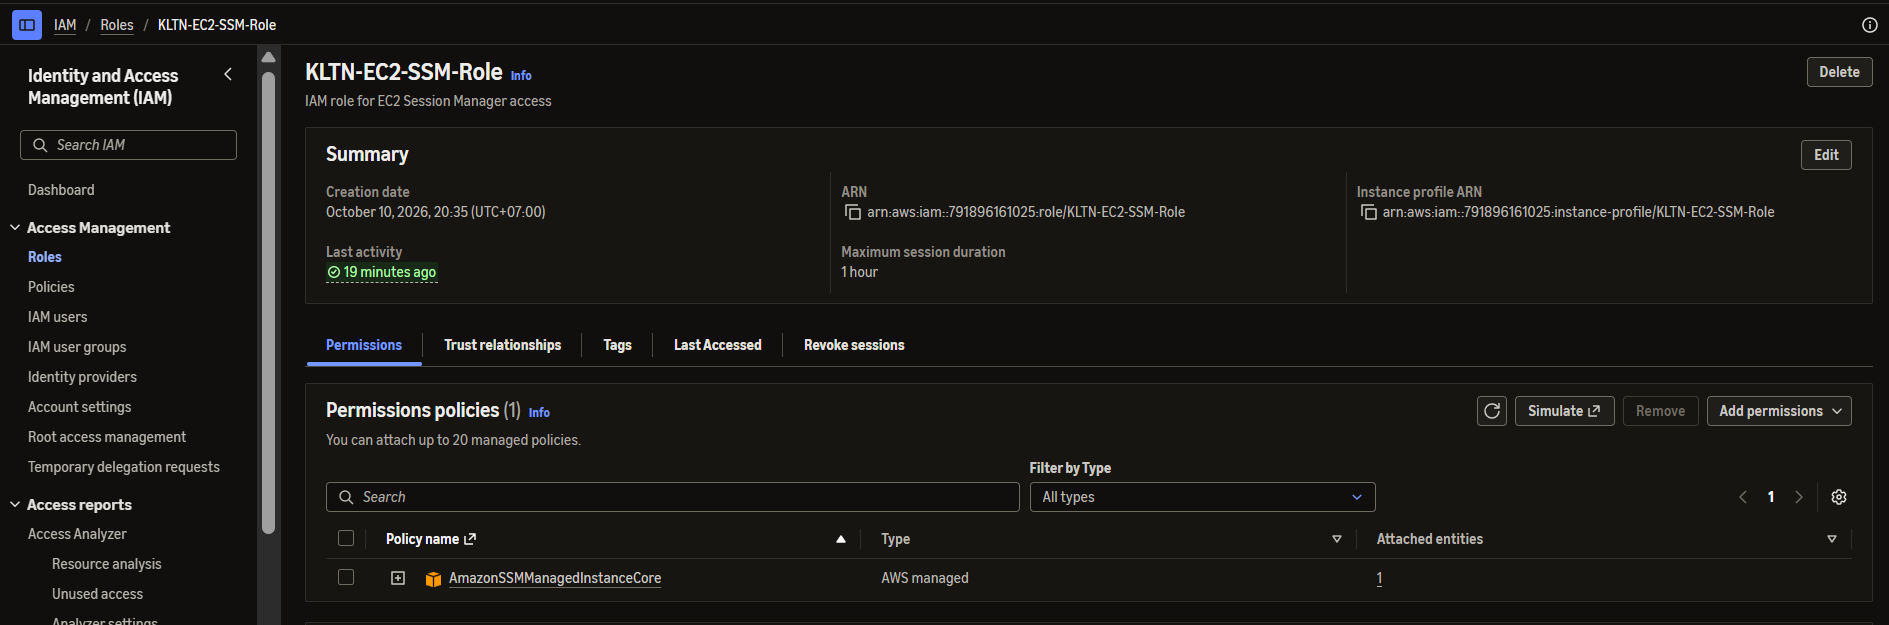 IAM / Roles / KLTN-EC2-SSM-Role
Identity and Access
Management (IAM)
Search IAM
Dashboard
Access Management
Roles
Policies
IAM users
IAM user groups
Identity providers
Account settings
Root access management
Temporary delegation requests
Access reports
Access Analyzer
Resource analysis
Unused access
Analyzer settings
KLTN-EC2-SSM-Role Info
Delete
IAM role for EC2 Session Manager access
Summary
Edit
Creation date
October 10, 2026, 20:35 (UTC+07:00)
ARN
arn:aws:iam::791896161025:role/KLTN-EC2-SSM-Role
Instance profile ARN
arn:aws:iam::791896161025:instance-profile/KLTN-EC2-SSM-Role
Last activity
19 minutes ago
Maximum session duration
1 hour
Permissions
Trust relationships
Tags
Last Accessed
Revoke sessions
Permissions policies (1) Info
Simulate
Remove
Add permissions
You can attach up to 20 managed policies.
Filter by Type
Search
All types
1
Policy name
Type
Attached entities
AmazonSSMManagedInstanceCore
AWS managed
1